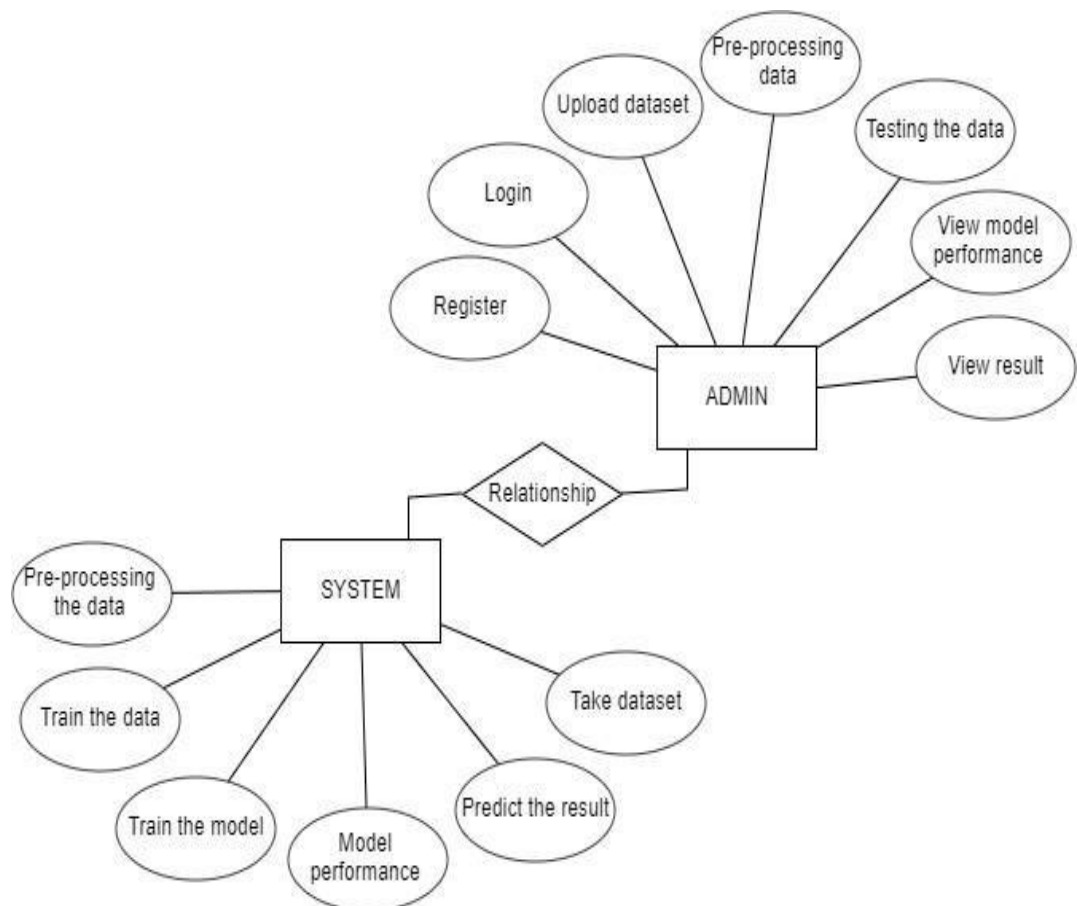 Pre-processing
data
Upload dataset
Testing the data
Login
View model
performance
Register
View result
ADMIN
Relationship
Pre-processing
the data
SYSTEM
Take dataset
Train the data
Predict the result
Train the model
Model
performance